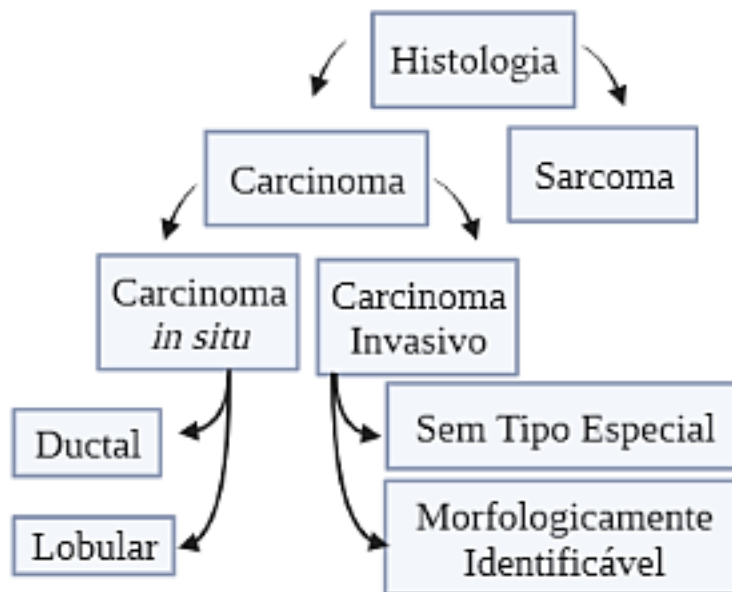 Histologia
Carcinoma
Sarcoma
Carcinoma
in situ
Carcinoma
Invasivo
Ductal
Lobular
Sem Tipo Especial
Morfologicamente
Identificável